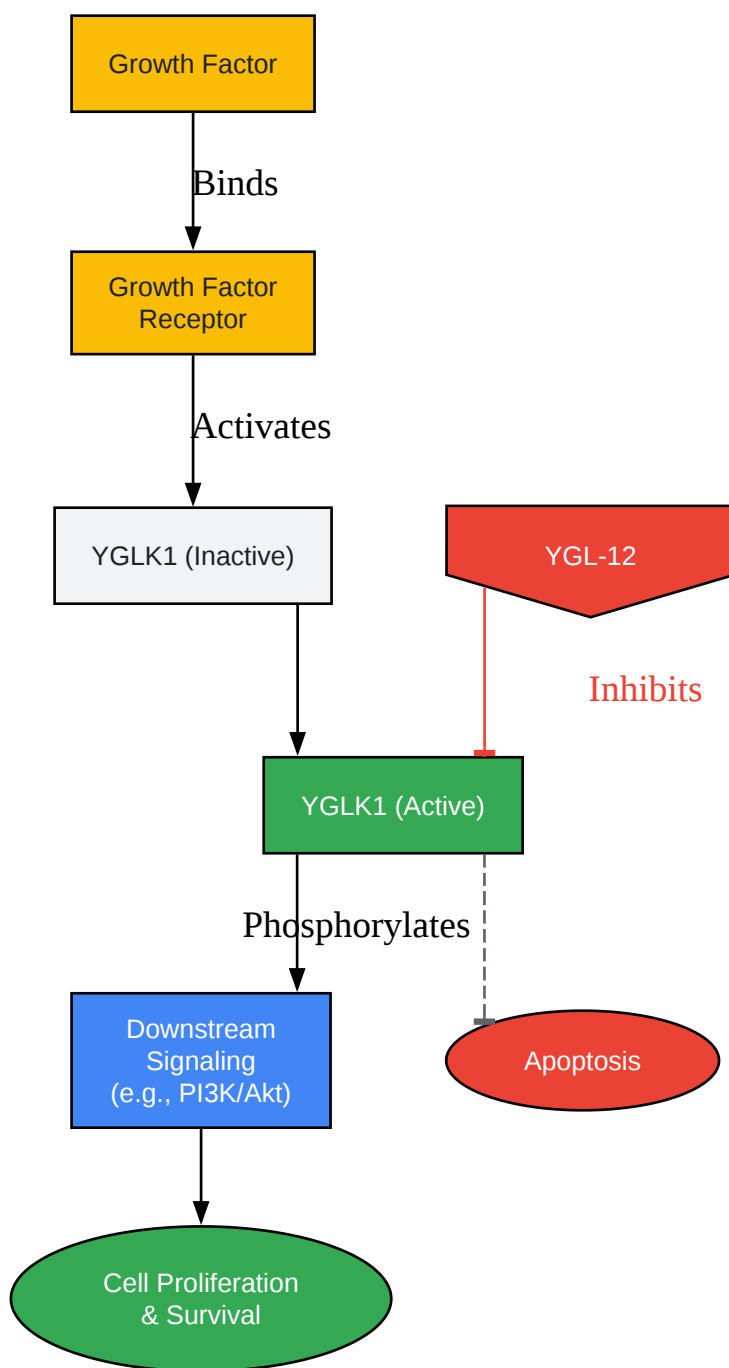 Growth Factor
Binds
Growth Factor
Receptor
Activates
YGLK1 (Inactive)
YGL-12
Inhibits
YGLK1 (Active)
Phosphorylates
Downstream
Signaling
(e.g., PI3K/Akt)
Apoptosis
Cell Proliferation
& Survival